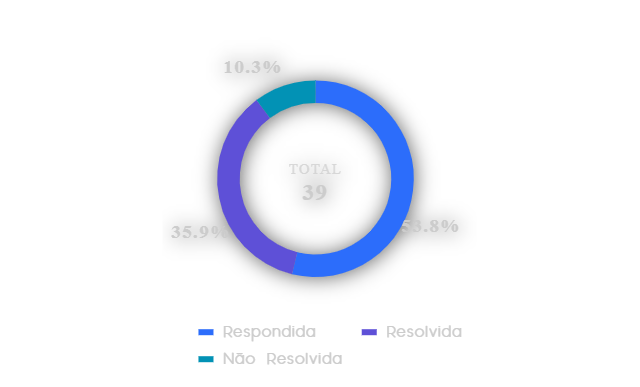 10.3%
TOTAL
39
35.9%
53.8%
Respondida
Resolvida
Não Resolvida